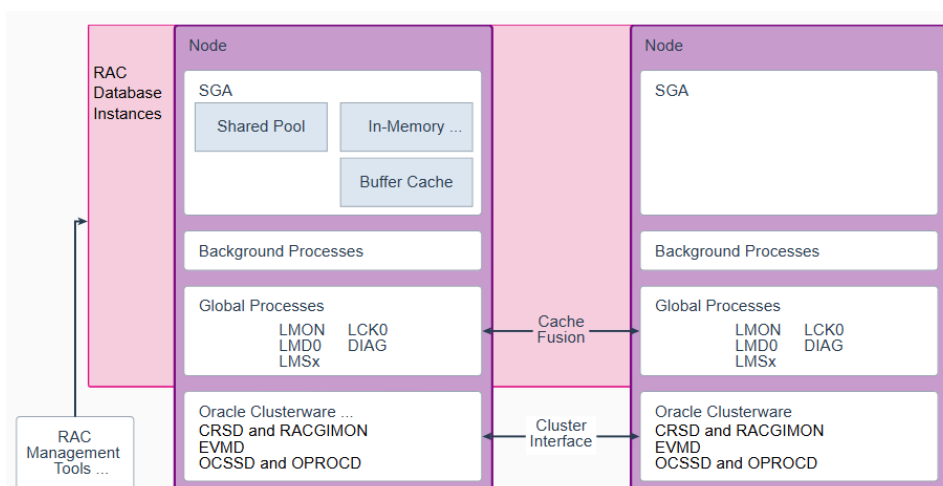 Node
Node
RAC
Database
Instances
SGA
Shared Pool
In-Memory ...
Buffer Cache
SGA
Background Processes
Background Processes
Global Processes
LMON LCK0
LMD0 DIAG
LMSx
Cache
Fusion
Global Processes
LMON LCK0
LMD0 DIAG
LMSx
Oracle Clusterware ...
CRSD and RACGIMON
EVMD
OCSSD and OPROCD
Cluster
Interface
Oracle Clusterware
CRSD and RACGIMON
EVMD
OCSSD and OPROCD
RAC
Management
Tools ...